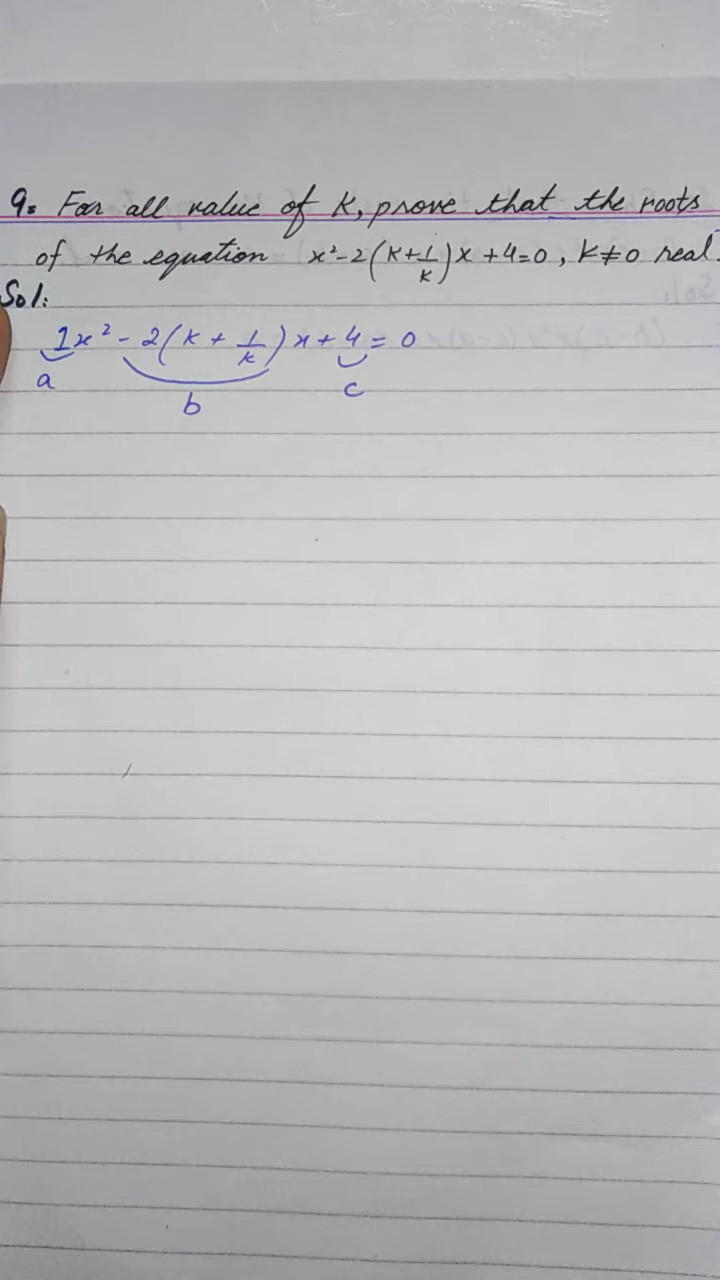 9. For all value of K, prove that the roots
of the equation x²-2(K+1/K)x+4=0, K≠0 real.
Sol:
1x² - 2(K + 1/K)x + 4 = 0
a b c